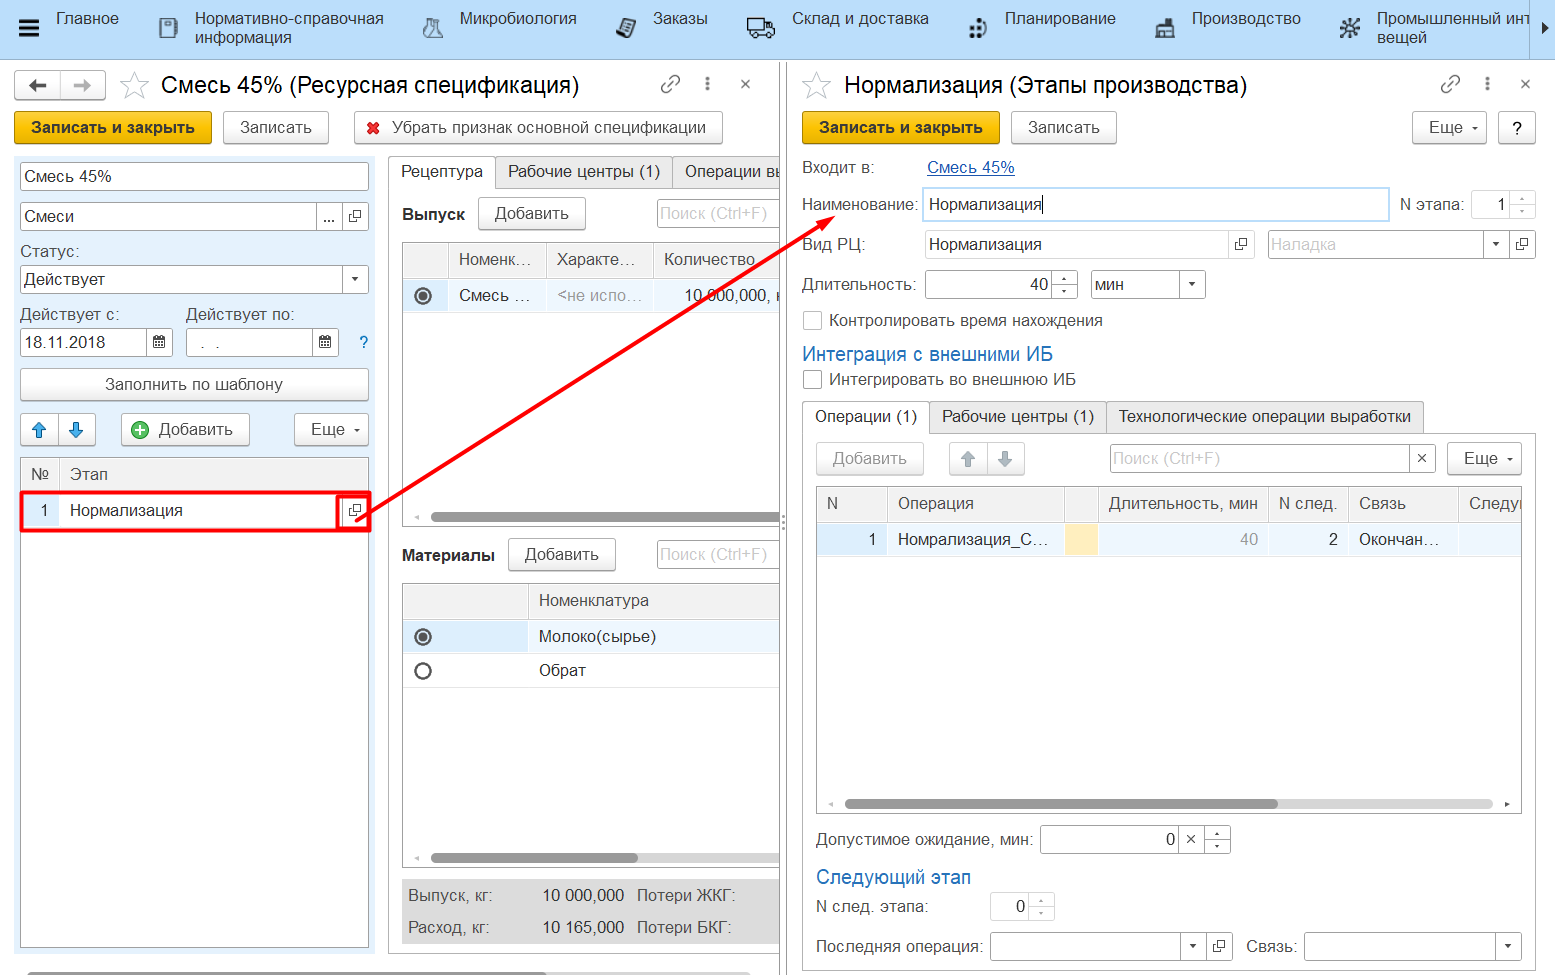 Главное
Нормативно-справочная
информация
Микробиология
Заказы
Склад и доставка
Планирование
Производство
Промышленный инт
вещей
Смесь 45% (Ресурсная спецификация)
Записать и закрыть
Записать
Убрать признак основной спецификации
Смесь 45%
Смеси
...
Статус:
Действует
Действует с:
Действует по:
18.11.2018
. .
?
Заполнить по шаблону
Добавить
Еще
№
Этап
1
Нормализация
Рецептура
Рабочие центры (1)
Операции вы
Выпуск
Добавить
Поиск (Ctrl+F)
Номенк...
Характе...
Количество
Смесь ...
<не испо...
10 000,000,
Материалы
Добавить
Поиск (Ctrl+F)
Номенклатура
Молоко(сырье)
Обрат
Выпуск, кг:
10 000,000
Потери ЖКГ:
Расход, кг:
10 165,000
Потери БКГ:
Нормализация (Этапы производства)
Записать и закрыть
Записать
Еще
?
Входит в:
Смесь 45%
Наименование:
Нормализация
N этапа:
1
Вид РЦ:
Нормализация
Наладка
Длительность:
40
мин
Контролировать время нахождения
Интеграция с внешними ИБ
Интегрировать во внешнюю ИБ
Операции (1)
Рабочие центры (1)
Технологические операции выработки
Добавить
Поиск (Ctrl+F)
Еще
N
Операция
Длительность, мин
N след.
Связь
Следу
1
Номрализация_С...
40
2
Окончан...
Допустимое ожидание, мин:
0
Следующий этап
N след. этапа:
0
Последняя операция:
Связь: